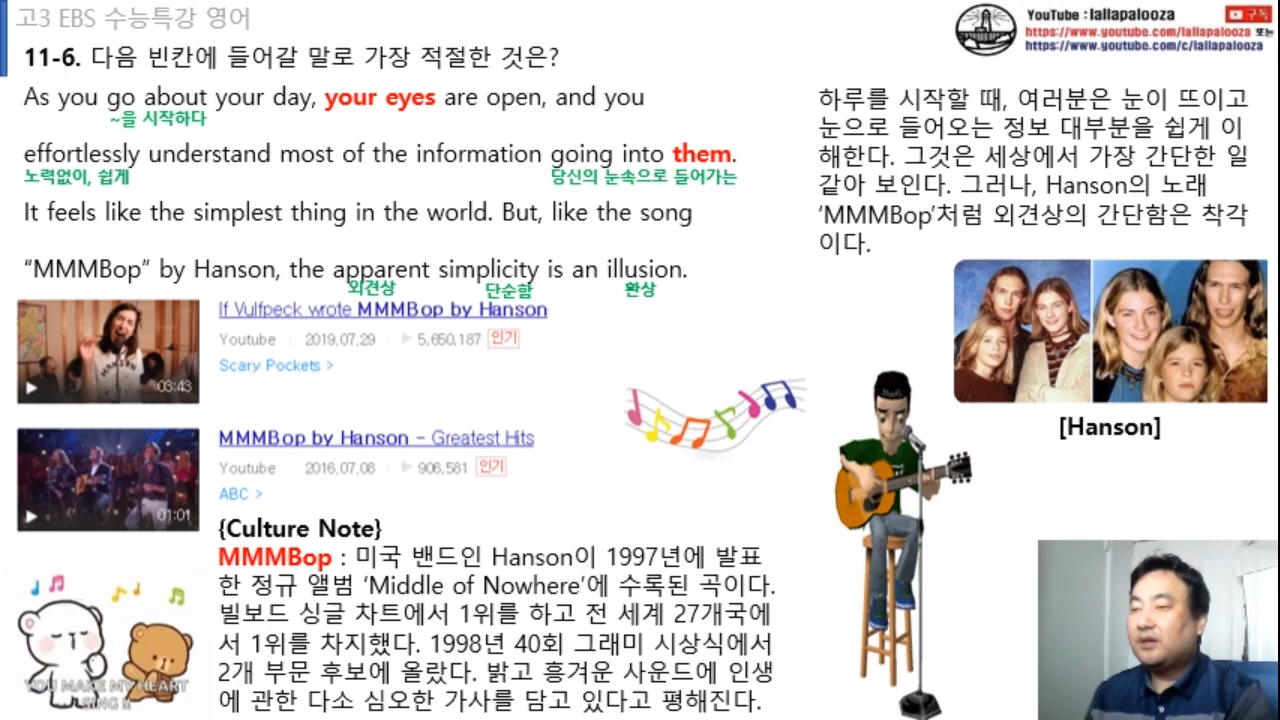 고3 EBS 수능특강 영어
YouTube : lallapalooza
구독
https://www.youtube.com/lallapalooza 또는
https://www.youtube.com/c/lallapalooza
11-6. 다음 빈칸에 들어갈 말로 가장 적절한 것은?
As you go about your day, your eyes are open, and you
~을 시작하다
effortlessly understand most of the information going into them.
노력없이, 쉽게
당신의 눈속으로 들어가는
It feels like the simplest thing in the world. But, like the song
“MMMBop” by Hanson, the apparent simplicity is an illusion.
외견상
단순함
환상
하루를 시작할 때, 여러분은 눈이 뜨이고
눈으로 들어오는 정보 대부분을 쉽게 이
해한다. 그것은 세상에서 가장 간단한 일
같아 보인다. 그러나, Hanson의 노래
‘MMMBop’처럼 외견상의 간단함은 착각
이다.
[Hanson]
If Vulfpeck wrote MMMBop by Hanson
Youtube 2019.07.29 5,650,187 인기
Scary Pockets >
HANSON
03:43
MMMBop by Hanson - Greatest Hits
Youtube 2016.07.08 906,581 인기
ABC >
01:01
{Culture Note}
MMMBop : 미국 밴드인 Hanson이 1997년에 발표
한 정규 앨범 ‘Middle of Nowhere’에 수록된 곡이다.
빌보드 싱글 차트에서 1위를 하고 전 세계 27개국에
서 1위를 차지했다. 1998년 40회 그래미 시상식에서
2개 부문 후보에 올랐다. 밝고 흥겨운 사운드에 인생
에 관한 다소 심오한 가사를 담고 있다고 평해진다.
YOU MAKE MY HEART
SING !!